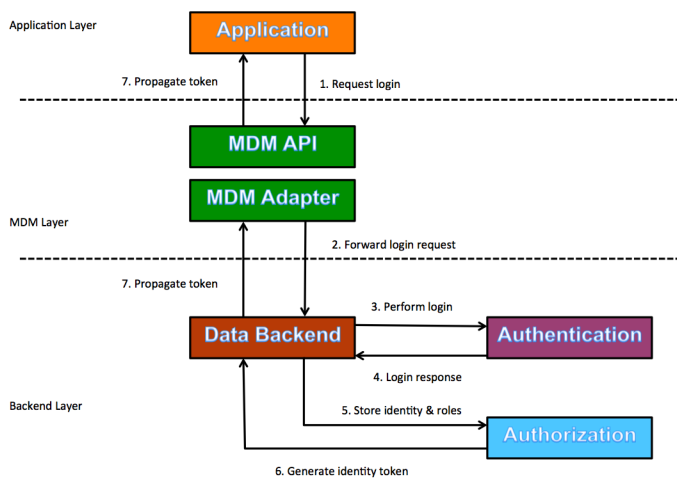 Application Layer
Application
7. Propagate token
1. Request login
MDM API
MDM Adapter
MDM Layer
2. Forward login request
7. Propagate token
3. Perform login
Data Backend
Authentication
4. Login response
Backend Layer
5. Store identity & roles
Authorization
6. Generate identity token